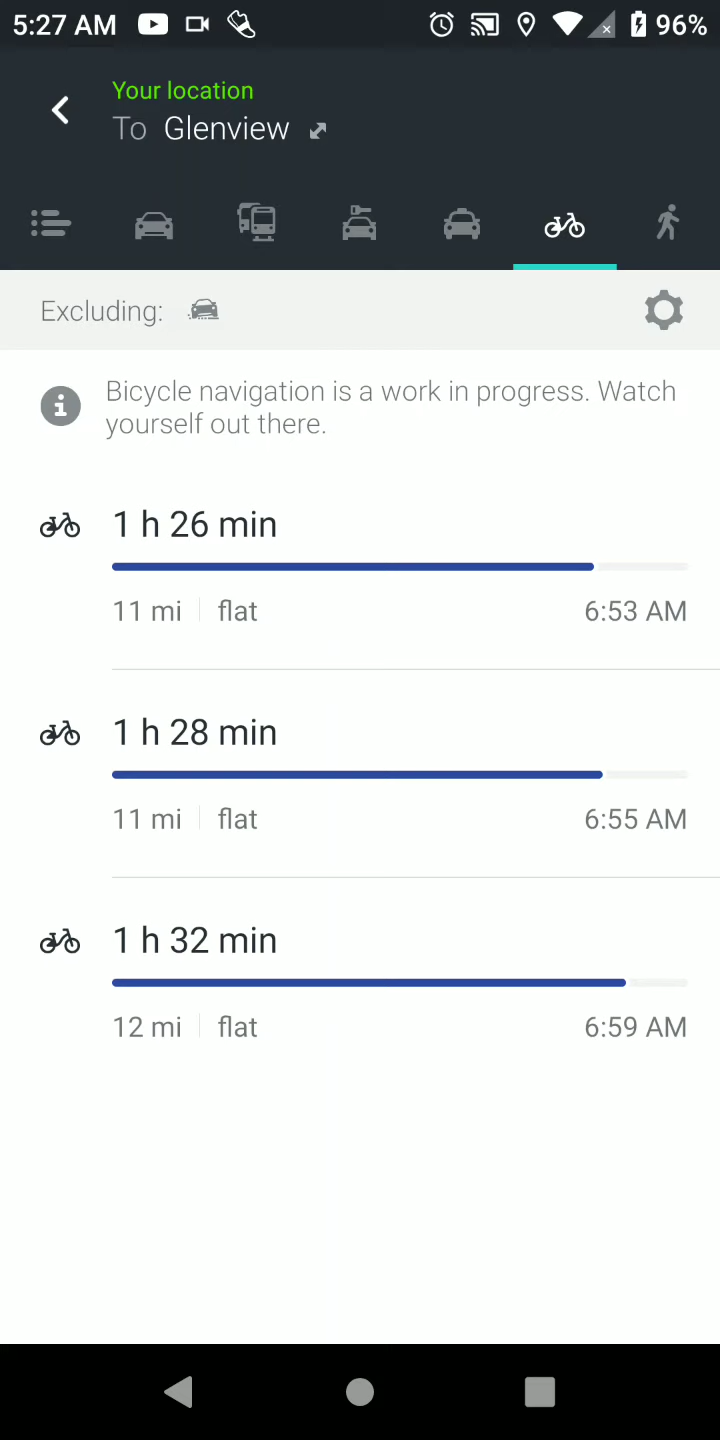 5:27 AM 96%
Your location
To Glenview
Excluding:
Bicycle navigation is a work in progress. Watch
yourself out there.
1 h 26 min
11 mi flat 6:53 AM
1 h 28 min
11 mi flat 6:55 AM
1 h 32 min
12 mi flat 6:59 AM